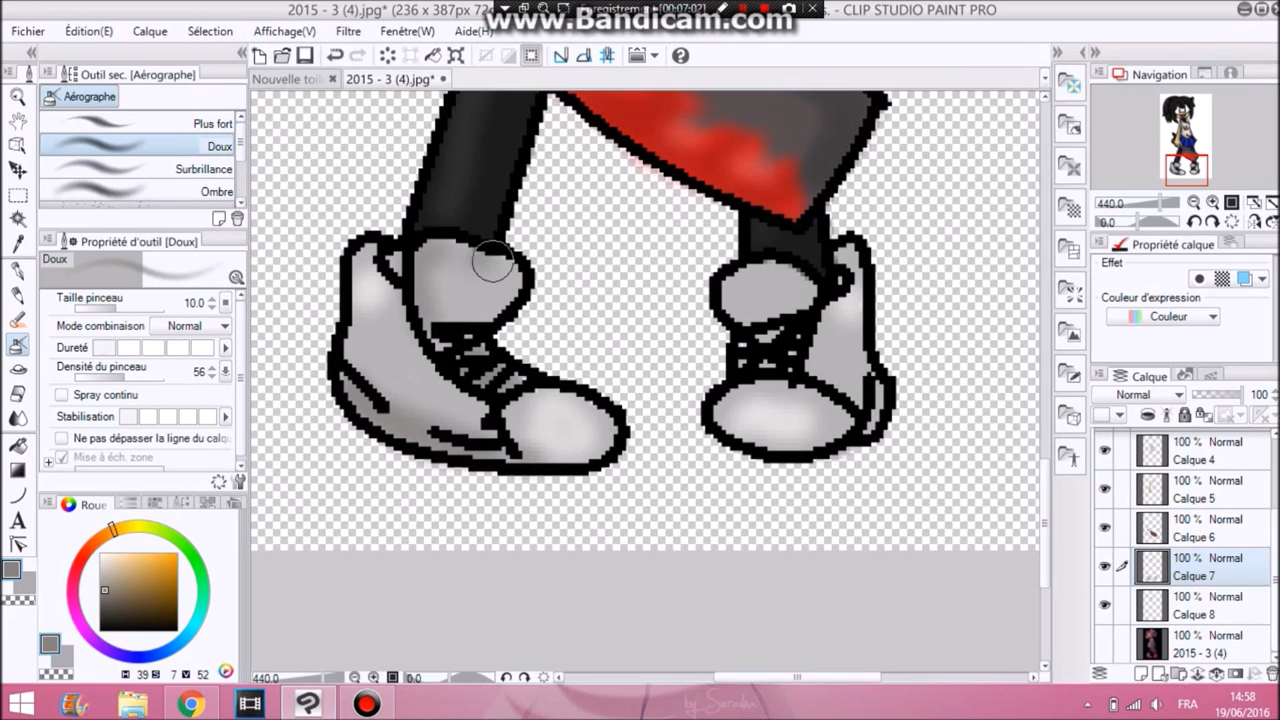 2015 - 3 (4).jpg* (236 x 387px 72 - CLIP STUDIO PAINT PRO
[00:07:02]
www.Bandicam.com
Fichier Édition(E) Calque Sélection Affichage(V) Filtre Fenêtre(W) Aide(H)
Outil sec. [Aérographe]
Nouvelle toil 2015 - 3 (4).jpg*
Navigation
Aérographe
Plus fort
Doux
Surbrillance
Ombre
440.0
0.0
Propriété d'outil [Doux]
Propriété calque
Doux
Effet
Taille pinceau 10.0
Couleur d'expression
Mode combinaison Normal
Couleur
Dureté
Densité du pinceau 56
Calque
Spray continu
Normal 100
Stabilisation
Ne pas dépasser la ligne du calq
Mise à éch. zone
100 % Normal
Calque 4
100 % Normal
Calque 5
Roue
100 % Normal
Calque 6
100 % Normal
Calque 7
100 % Normal
Calque 8
100 % Normal
2015 - 3 (4)
H 39 S 7 V 52
440.0 0.0
FRA
14:58
19/06/2016